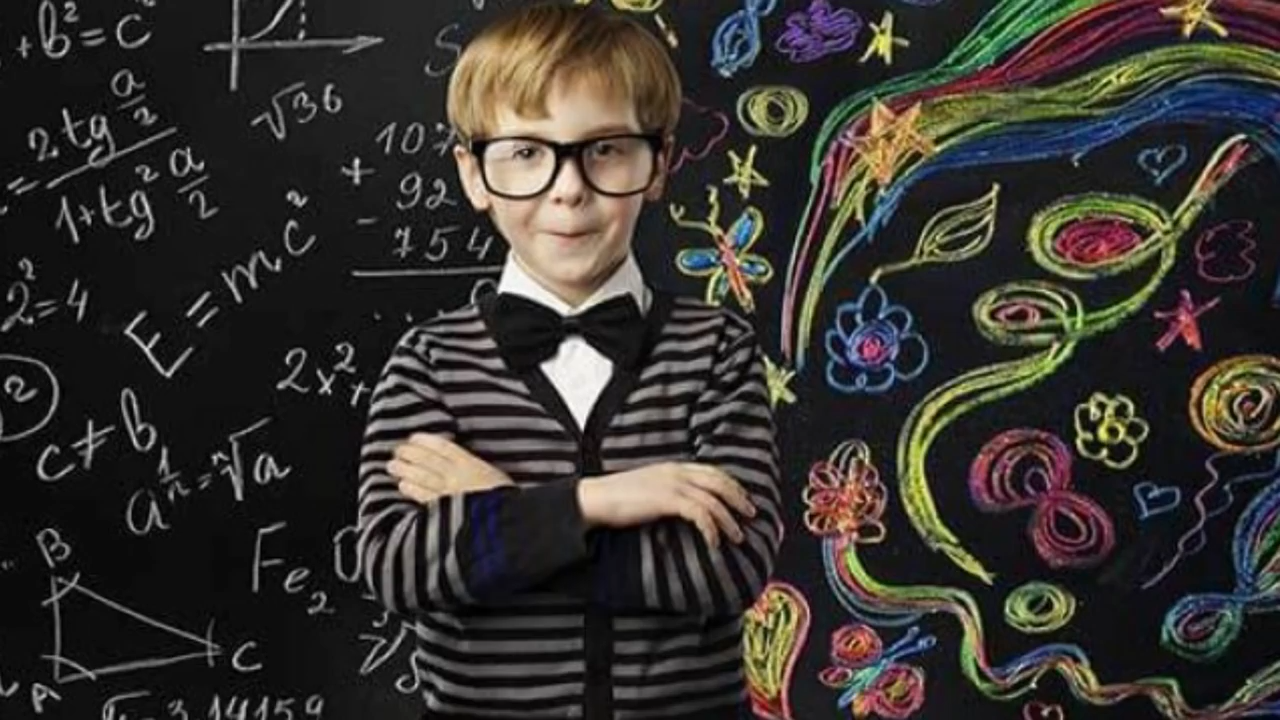 +b²=c²
√36
= 2tg a/2
1+tg² a/2
107
+ 92
- 754
E=mc²
2²=4
2x²+
2
c≠b
a^1/n=ⁿ√a
B
Fe₂
C
A
3,14159